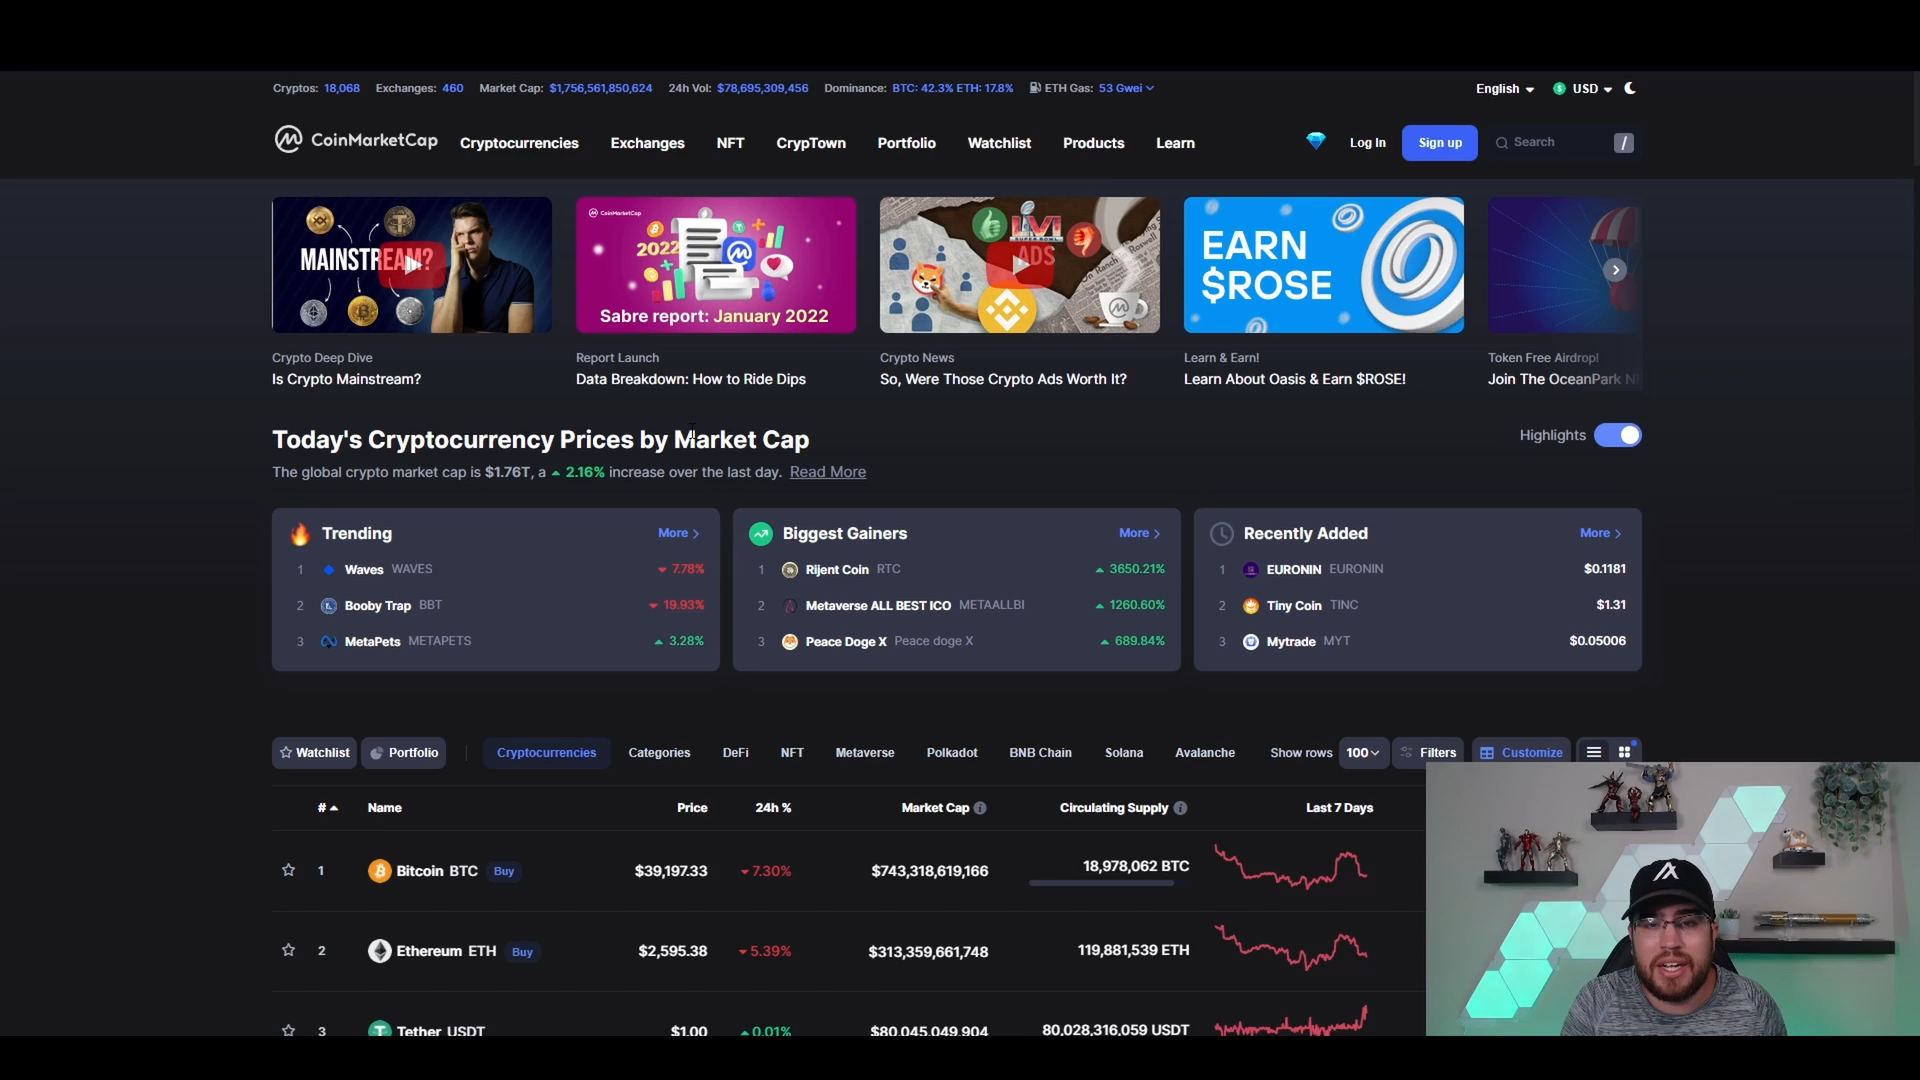 Cryptos: 18,068 Exchanges: 460 Market Cap: $1,756,561,850,624 24h Vol: $78,695,309,456 Dominance: BTC: 42.3% ETH: 17.8% ETH Gas: 53 Gwei English USD
CoinMarketCap Cryptocurrencies Exchanges NFT CrypTown Portfolio Watchlist Products Learn Log In Sign up Search /
MAINSTREAM?
CoinMarketCap
2022
Sabre report: January 2022
LVI
SUPER BOWL
ADS
EARN
$ROSE
Crypto Deep Dive
Is Crypto Mainstream?
Report Launch
Data Breakdown: How to Ride Dips
Crypto News
So, Were Those Crypto Ads Worth It?
Learn & Earn!
Learn About Oasis & Earn $ROSE!
Token Free Airdrop!
Join The OceanPark N
Today's Cryptocurrency Prices by Market Cap
Highlights
The global crypto market cap is $1.76T, a 2.16% increase over the last day. Read More
Trending More
1 Waves WAVES 7.78%
2 Booby Trap BBT 19.93%
3 MetaPets METAPETS 3.28%
Biggest Gainers More
1 Rijent Coin RTC 3650.21%
2 Metaverse ALL BEST ICO METAALLBI 1260.60%
3 Peace Doge X Peace doge X 689.84%
Recently Added More
1 EURONIN EURONIN $0.1181
2 Tiny Coin TINC $1.31
3 Mytrade MYT $0.05006
Watchlist Portfolio Cryptocurrencies Categories DeFi NFT Metaverse Polkadot BNB Chain Solana Avalanche Show rows 100 Filters Customize
# Name Price 24h % Market Cap Circulating Supply Last 7 Days
1 Bitcoin BTC Buy $39,197.33 7.30% $743,318,619,166 18,978,062 BTC
2 Ethereum ETH Buy $2,595.38 5.39% $313,359,661,748 119,881,539 ETH
3 Tether USDT $1.00 0.01% $80,045,049,904 80,028,316,059 USDT